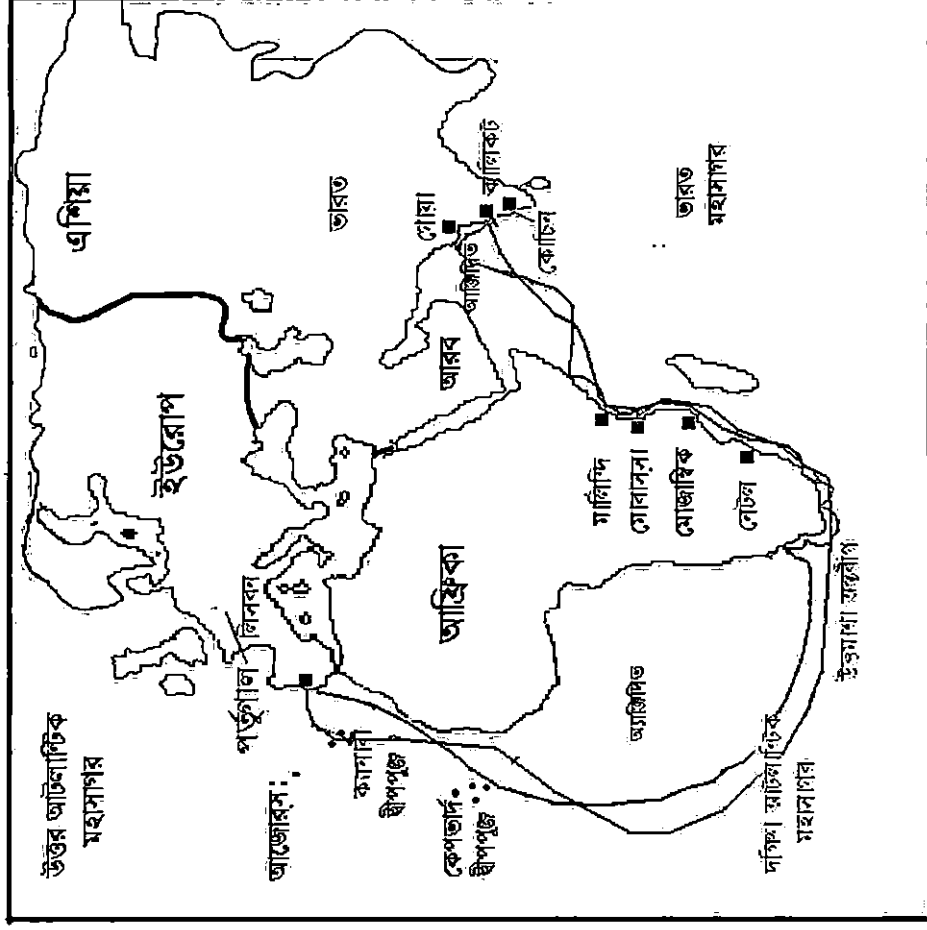 উত্তর আটলান্টিক
মহাসাগর
এশিয়া
ইউরোপ
পর্তুগাল
লিসবন
আজোরস
ক্যানারী
দ্বীপপুঞ্জ
কেপভার্দ
দ্বীপপুঞ্জ
ভারত
আরব
আঞ্জিদিভ
গোয়া
কালিকট
কোচিন
আফ্রিকা
মালিন্দি
মোজাম্বিক
নেটাল
অ্যাঞ্জিদিভ
দক্ষিণ আটলান্টিক
মহাসাগর
উত্তমাশা অন্তরীপ
ভারত
মহাসাগর